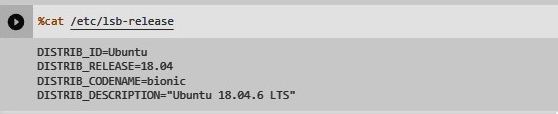 %cat /etc/lsb-release
DISTRIB_ID=Ubuntu
DISTRIB_RELEASE=18.04
DISTRIB_CODENAME=bionic
DISTRIB_DESCRIPTION="Ubuntu 18.04.6 LTS"